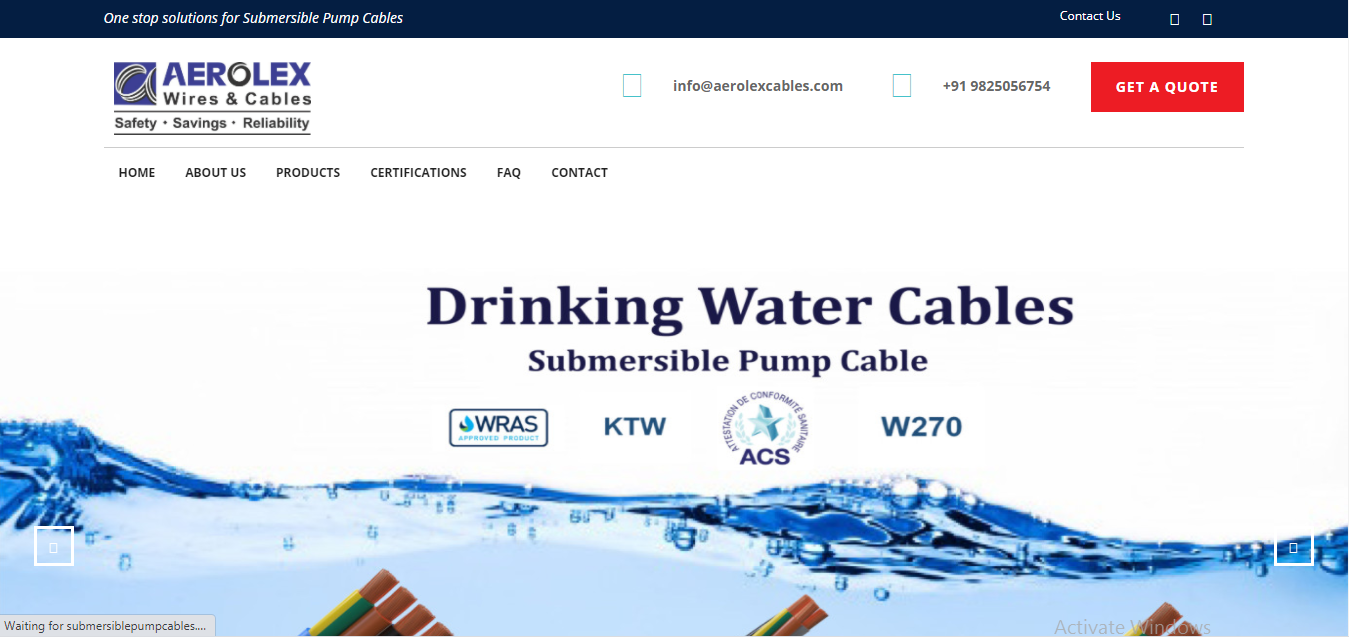 One stop solutions for Submersible Pump Cables
Contact Us
AEROLEX
Wires & Cables
Safety • Savings • Reliability
info@aerolexcables.com
+91 9825056754
GET A QUOTE
HOME ABOUT US PRODUCTS CERTIFICATIONS FAQ CONTACT
Drinking Water Cables
Submersible Pump Cable
WRAS
APPROVED PRODUCT
KTW
ATTESTATION DE CONFORMITÉ SANITAIRE
ACS
W270
Waiting for submersiblepumpcables....
Activate Windows